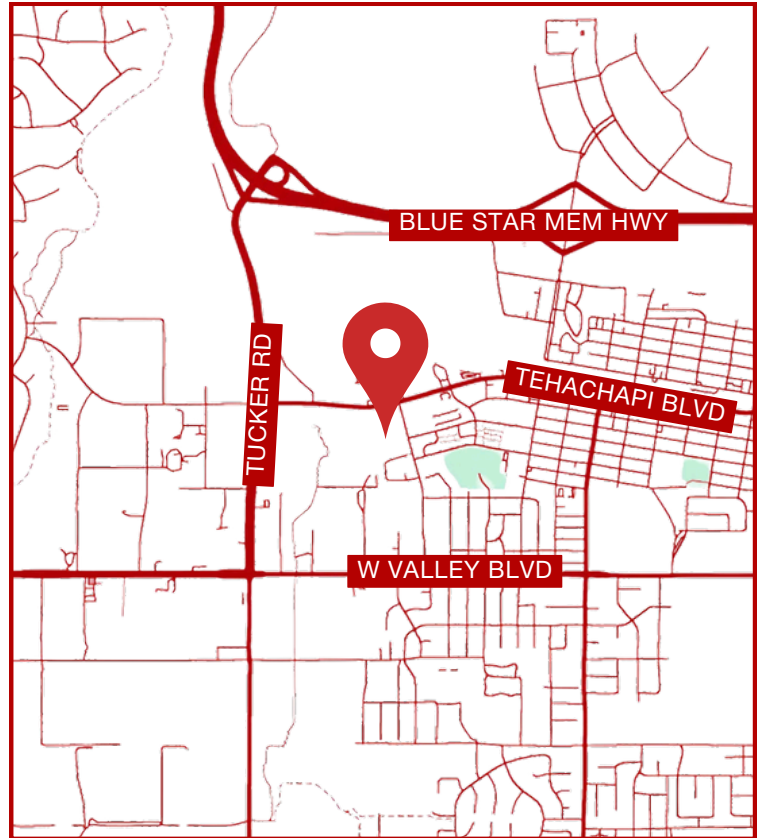 BLUE STAR MEM HWY
TUCKER RD
TEHACHAPI BLVD
W VALLEY BLVD